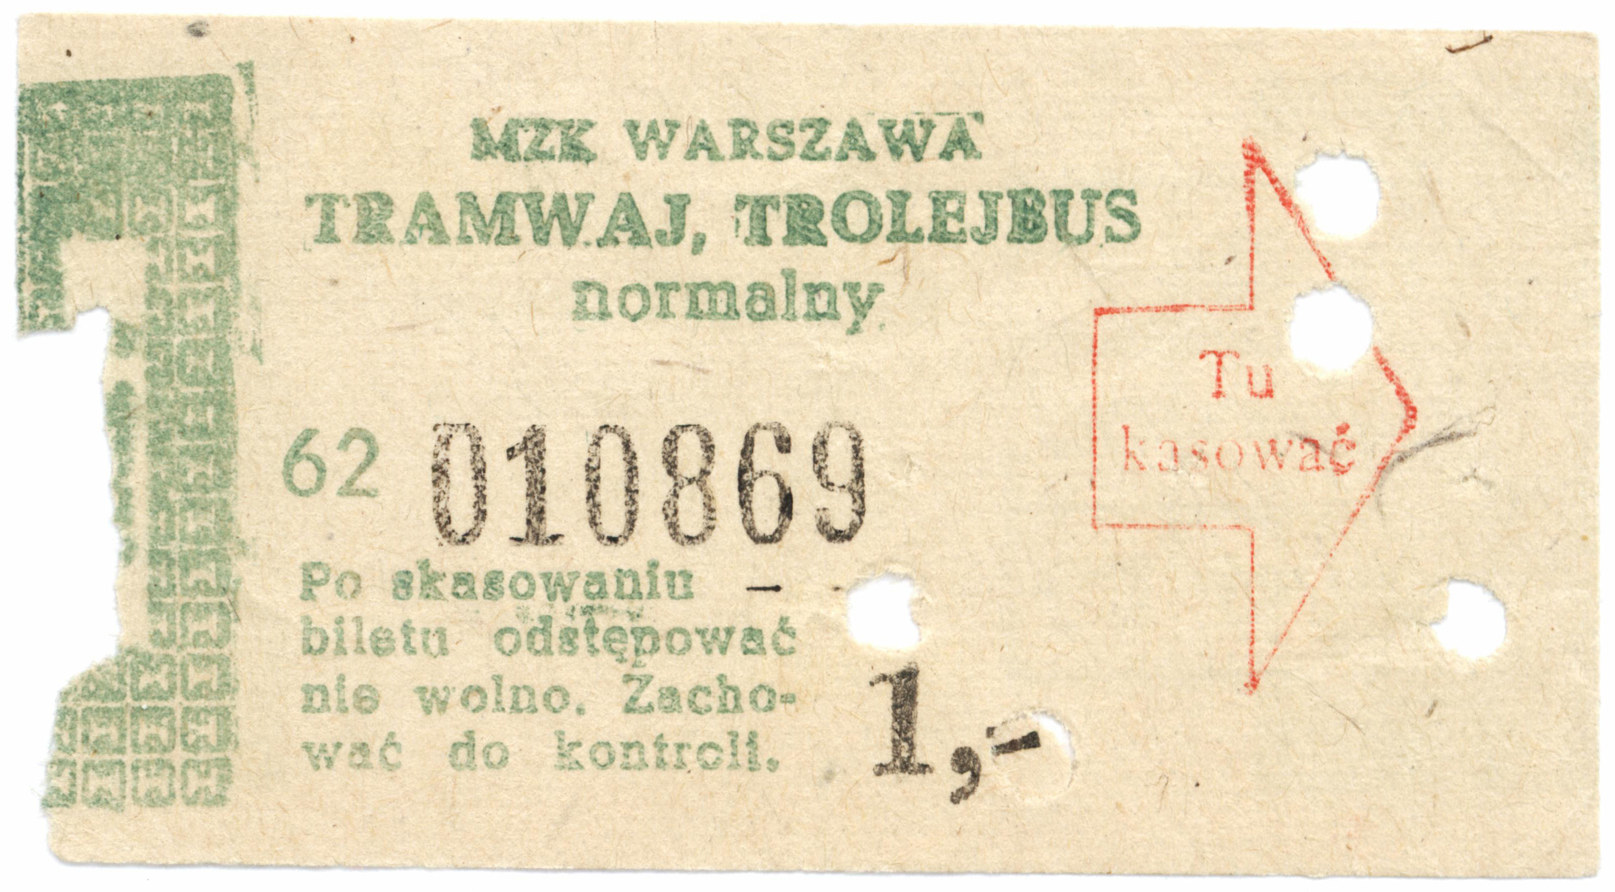 MZK WARSZAWA
TRAMWAJ, TROLEJBUS
normalny
62 010869
Po skasowaniu
biletu odstępować
nie wolno. Zacho-
wać do kontroli.
1,-
Tu
kasować